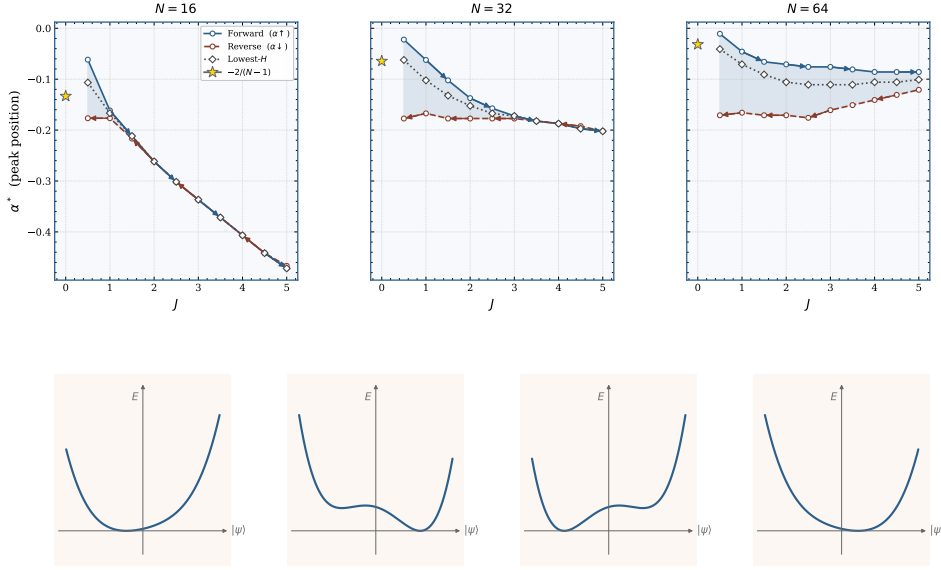 N = 16
N = 32
N = 64
α* (peak position)
0.0
−0.1
−0.2
−0.3
−0.4
Forward (α↑)
Reverse (α↓)
Lowest-H
−2/(N−1)
0 1 2 3 4 5
0 1 2 3 4 5
0 1 2 3 4 5
J
J
J
E
E
E
E
|ψ⟩
|ψ⟩
|ψ⟩
|ψ